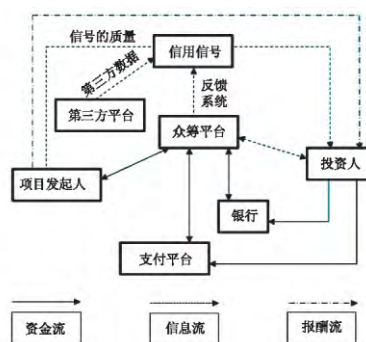 信号的质量
信用信号
第三方数据
反馈
系统
第三方平台
众筹平台
项目发起人
投资人
银行
支付平台
资金流
信息流
报酬流